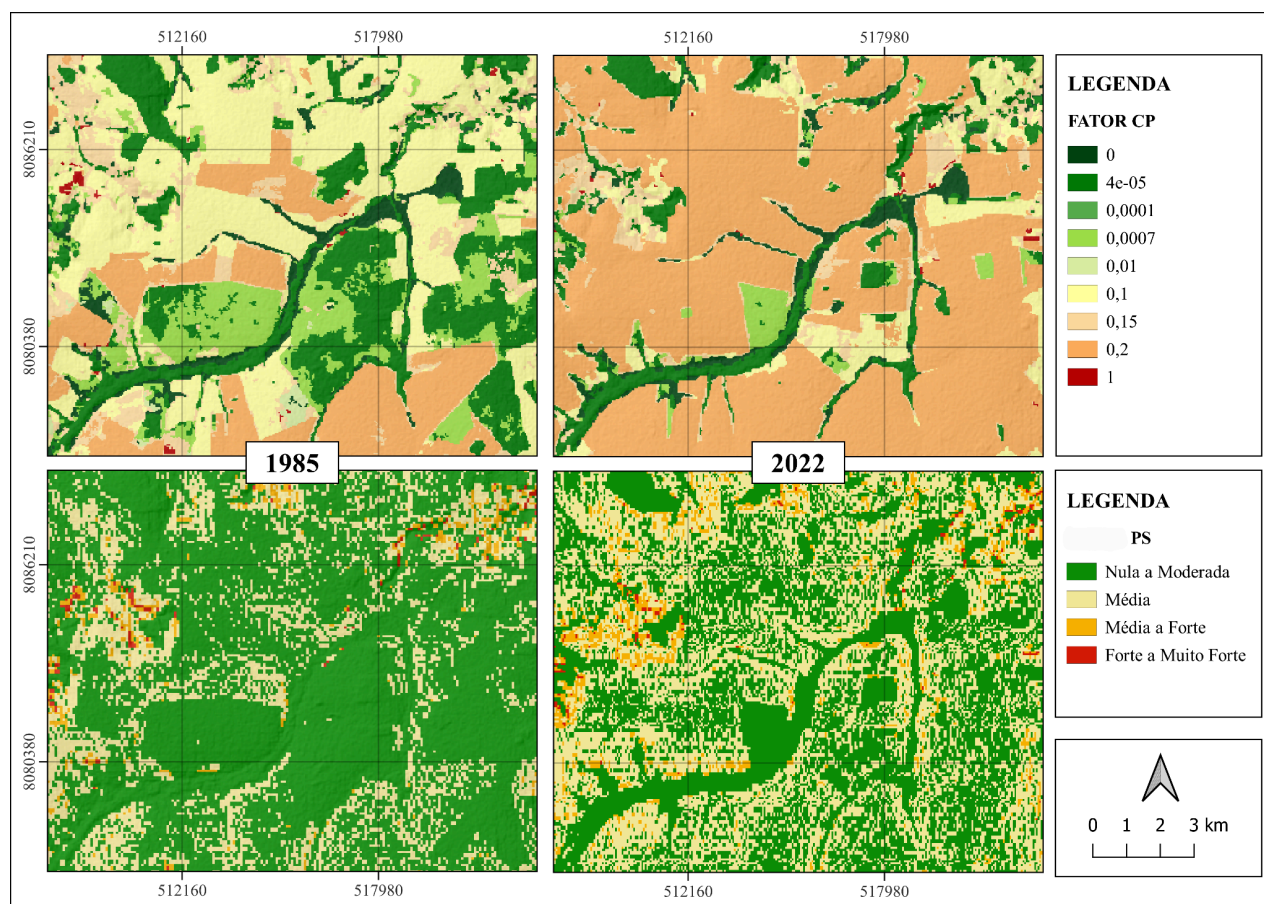 512160
517980
512160
517980
8086210
8080380
LEGENDA
FATOR CP
0
4e-05
0,0001
0,0007
0,01
0,1
0,15
0,2
1
1985
2022
8086210
8080380
LEGENDA
PS
Nula a Moderada
Média
Média a Forte
Forte a Muito Forte
0 1 2 3 km
512160
517980
512160
517980